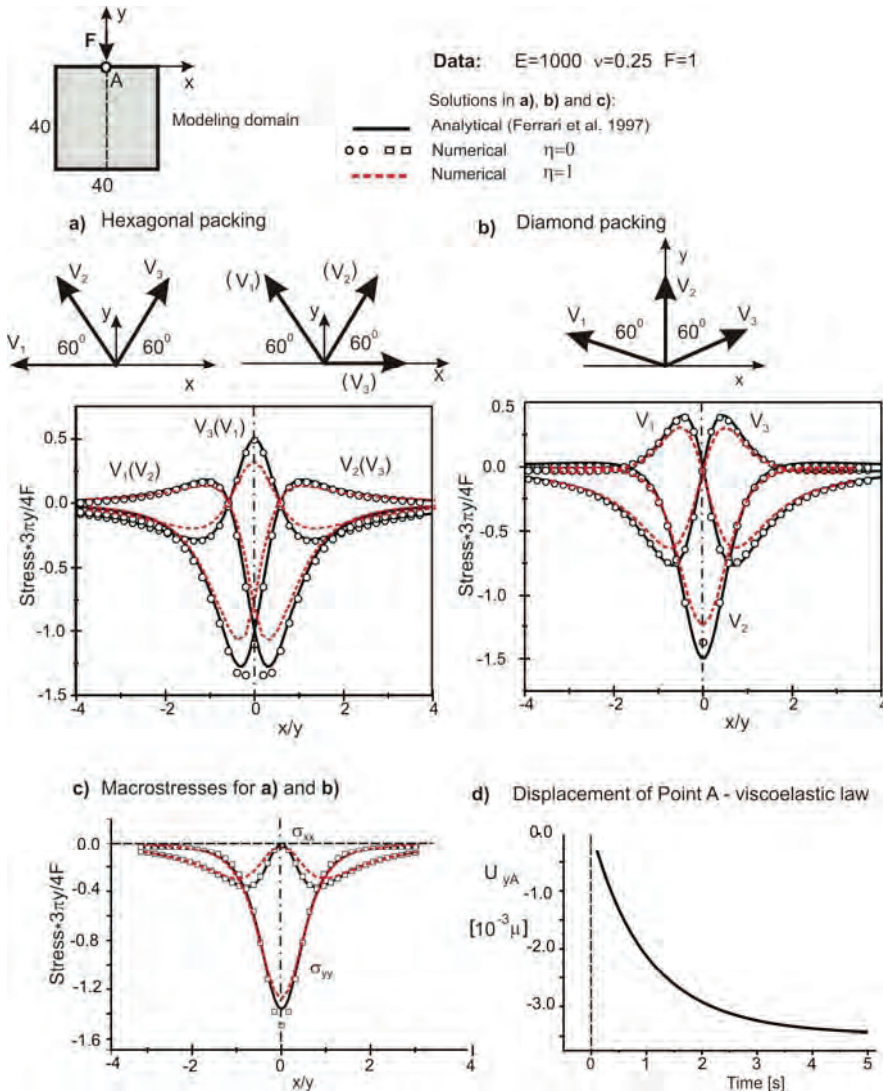 y
F
A
x
40
40
Modeling domain
Data: E=1000 ν=0.25 F=1
Solutions in a), b) and c):
Analytical (Ferrari et al. 1997)
Numerical η=0
Numerical η=1
a) Hexagonal packing
V₂ V₃
y
V₁ 60⁰ 60⁰
x
(V₁) (V₂)
y
60⁰ 60⁰
(V₃) x
b) Diamond packing
y
V₂
V₁ 60⁰ 60⁰ V₃
x
Stress*3πy/4F
0.5
0.0
-0.5
-1.0
-1.5
V₃(V₁)
V₁(V₂) V₂(V₃)
-4 -2 0 2 4
x/y
Stress*3πy/4F
0.5
0.0
-0.5
-1.0
-1.5
V₁ V₃
V₂
-4 -2 0 2 4
x/y
c) Macrostresses for a) and b)
Stress*3πy/4F
0.0
-0.4
-0.8
-1.2
-1.6
σxx
σyy
-4 -2 0 2 4
x/y
d) Displacement of Point A - viscoelastic law
U yA
[10⁻³μ]
0.0
-1.0
-2.0
-3.0
0 1 2 3 4 5
Time [s]